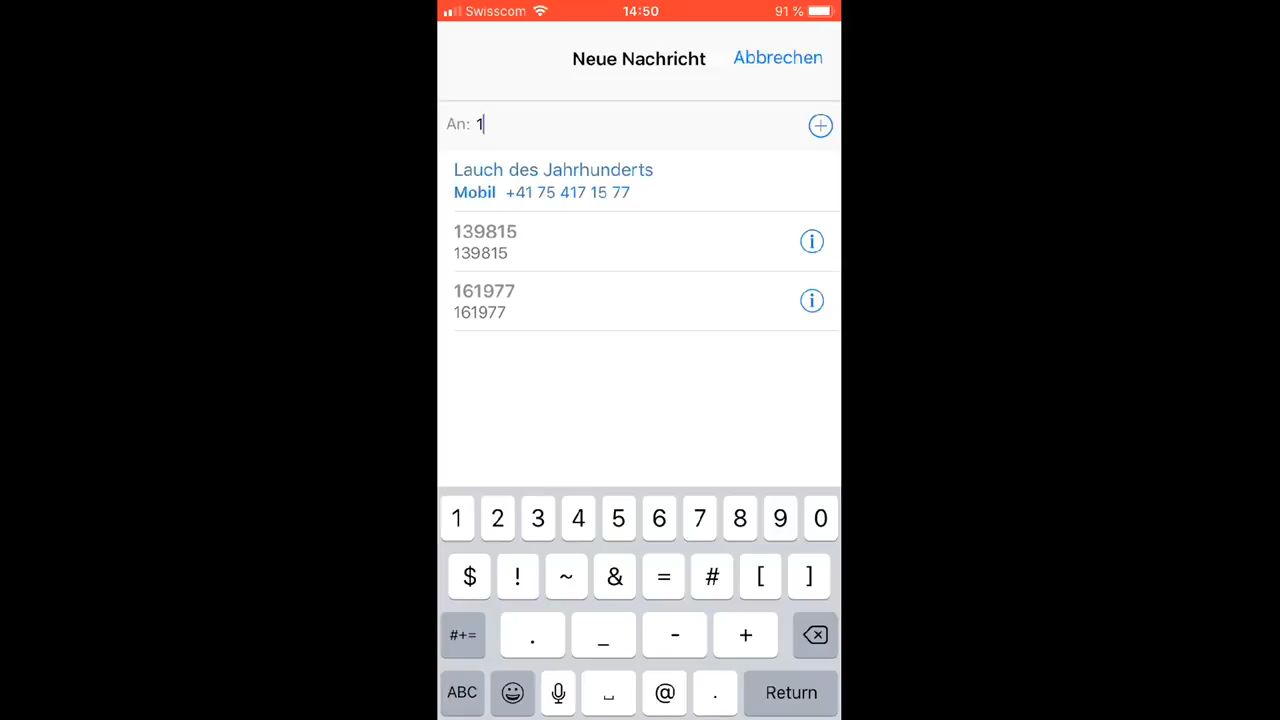 Swisscom 14:50 91 %
Neue Nachricht Abbrechen
An: 1
Lauch des Jahrhunderts
Mobil +41 75 417 15 77
139815
139815
161977
161977
1 2 3 4 5 6 7 8 9 0
$ ! ~ & = # [ ]
#+= . _ - +
ABC @ . Return